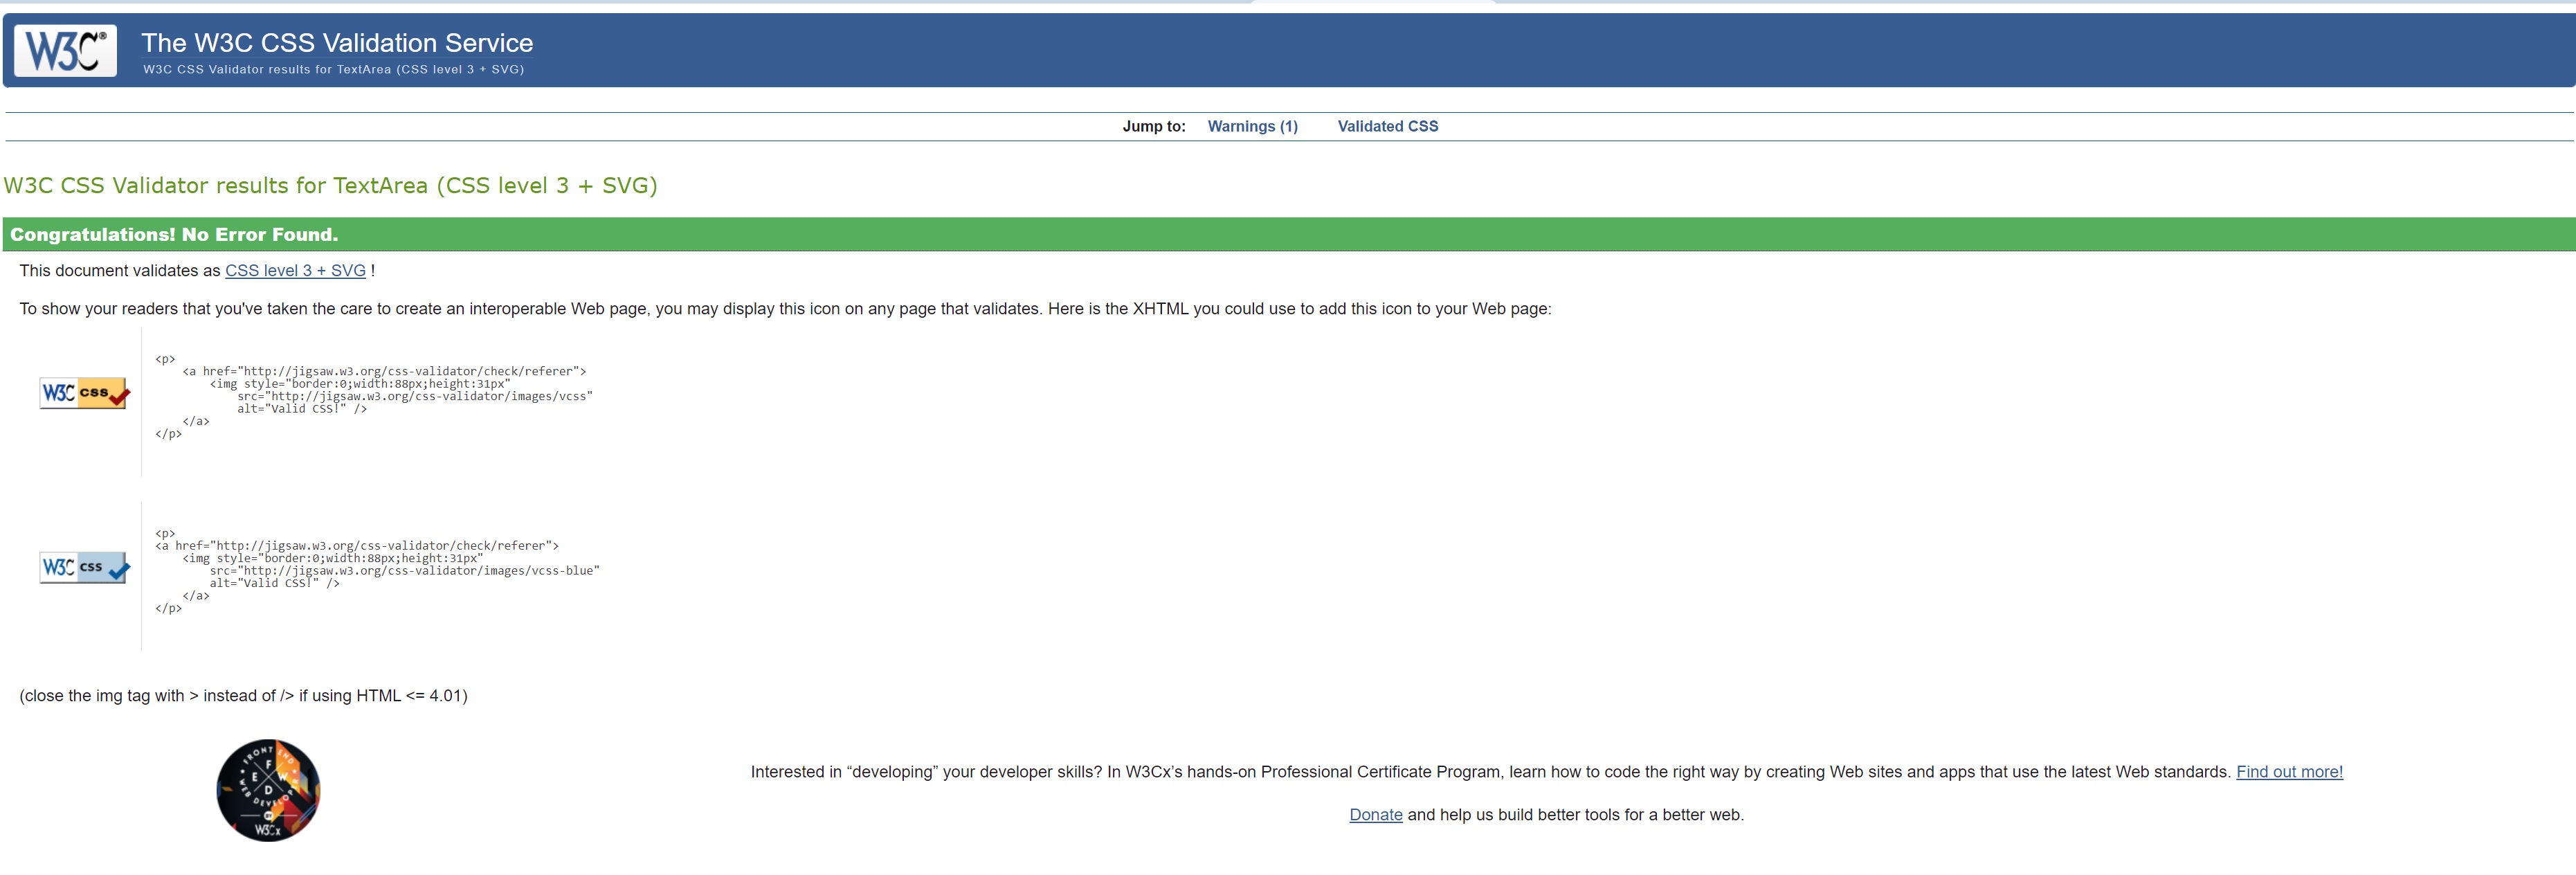 W3C®
The W3C CSS Validation Service
W3C CSS Validator results for TextArea (CSS level 3 + SVG)
Jump to: Warnings (1) Validated CSS
W3C CSS Validator results for TextArea (CSS level 3 + SVG)
Congratulations! No Error Found.
This document validates as CSS level 3 + SVG !
To show your readers that you've taken the care to create an interoperable Web page, you may display this icon on any page that validates. Here is the XHTML you could use to add this icon to your Web page:
W3C css
<p>
<a href="http://jigsaw.w3.org/css-validator/check/referer">
<img style="border:0;width:88px;height:31px"
src="http://jigsaw.w3.org/css-validator/images/vcss"
alt="Valid CSS!" />
</a>
</p>
W3C css
<p>
<a href="http://jigsaw.w3.org/css-validator/check/referer">
<img style="border:0;width:88px;height:31px"
src="http://jigsaw.w3.org/css-validator/images/vcss-blue"
alt="Valid CSS!" />
</a>
</p>
(close the img tag with > instead of /> if using HTML <= 4.01)
FRONT END
F
E W
D
WEB DEVELOPER
W3Cx
Interested in “developing” your developer skills? In W3Cx’s hands-on Professional Certificate Program, learn how to code the right way by creating Web sites and apps that use the latest Web standards. Find out more!
Donate and help us build better tools for a better web.